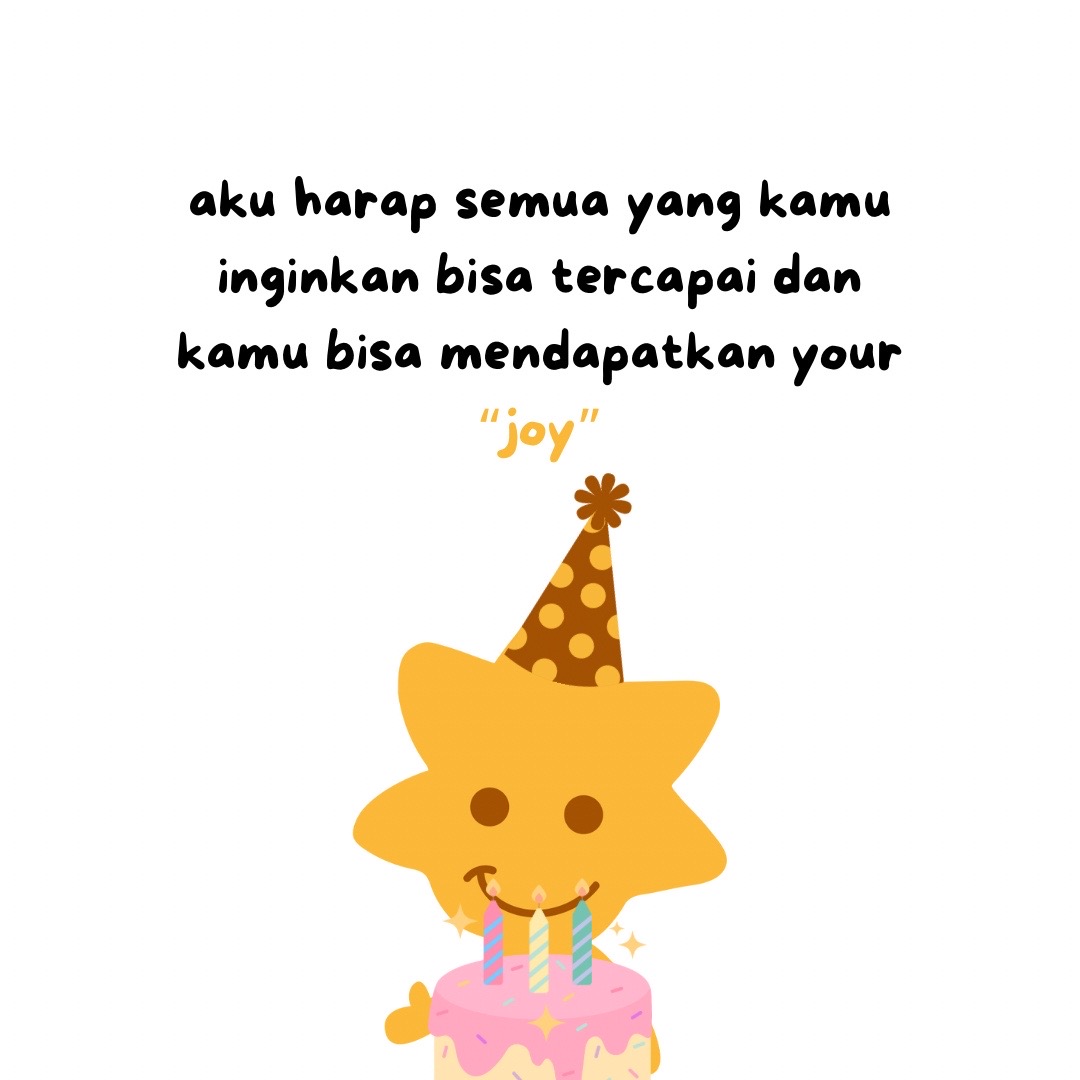 aku harap semua yang kamu
inginkan bisa tercapai dan
kamu bisa mendapatkan your
“joy”